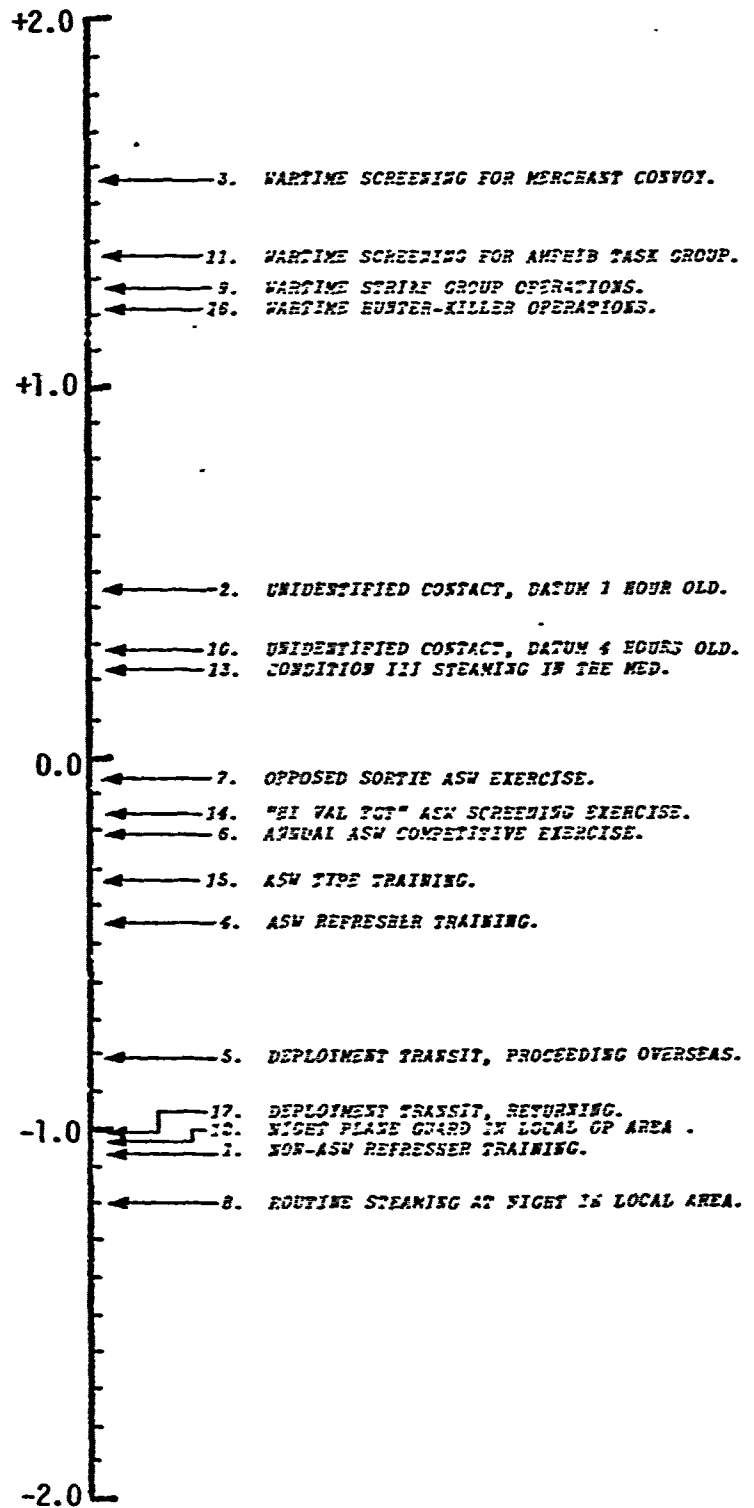 +2.0
3. WARTIME SCREENING FOR MERCHANT CONVOY.
11. WARTIME SCREENING FOR AMPHIB TASK GROUP.
9. WARTIME STRIKE GROUP OPERATIONS.
16. WARTIME HUNTER-KILLER OPERATIONS.
+1.0
2. UNIDENTIFIED CONTACT, DATUM 1 HOUR OLD.
10. UNIDENTIFIED CONTACT, DATUM 4 HOURS OLD.
13. CONDITION III STEAMING IN THE MED.
0.0
7. OPPOSED SORTIE ASW EXERCISE.
14. "HI VAL TGT" ASW SCREENING EXERCISE.
6. ANNUAL ASW COMPETITIVE EXERCISE.
15. ASW TYPE TRAINING.
4. ASW REFRESHER TRAINING.
5. DEPLOYMENT TRANSIT, PROCEEDING OVERSEAS.
17. DEPLOYMENT TRANSIT, RETURNING.
-1.0
12. NIGHT PLANE GUARD IN LOCAL OP AREA .
1. NON-ASW REFRESHER TRAINING.
8. ROUTINE STEAMING AT NIGHT IN LOCAL AREA.
-2.0